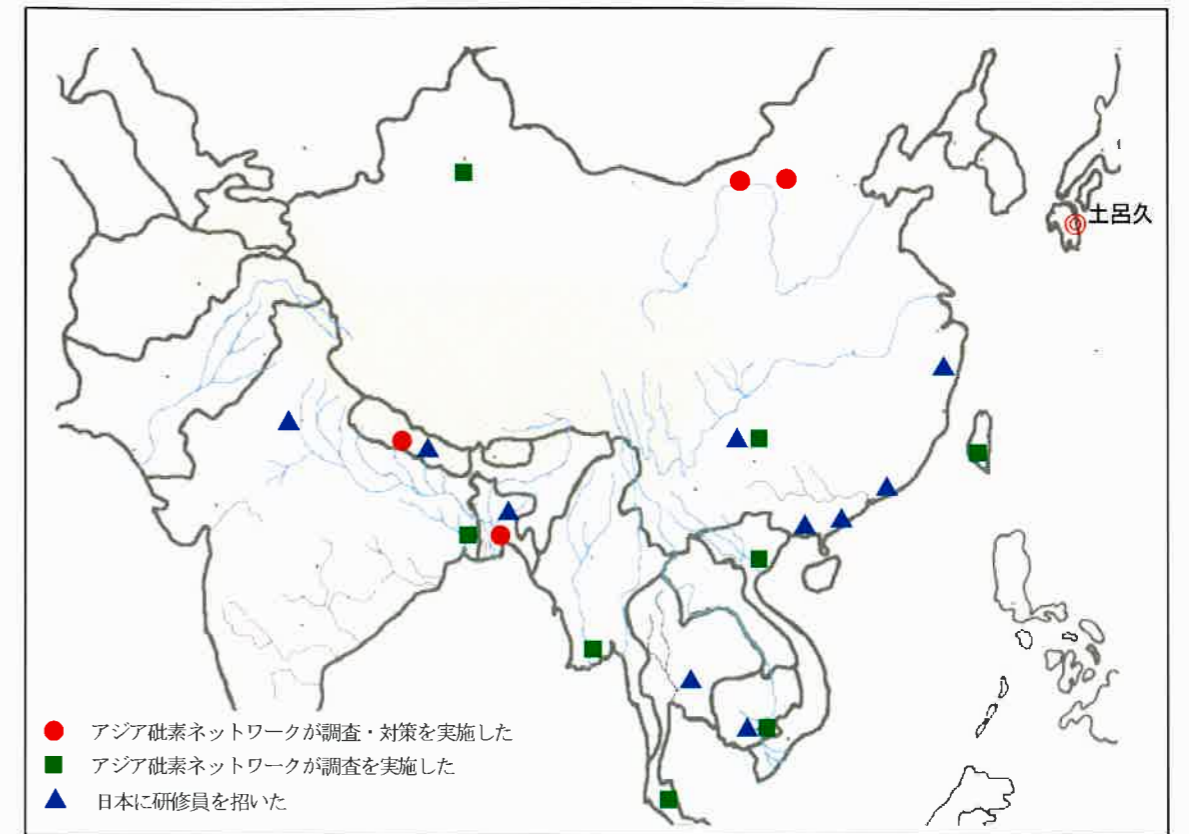 土呂久
アジア砒素ネットワークが調査・対策を実施した
アジア砒素ネットワークが調査を実施した
日本に研修員を招いた